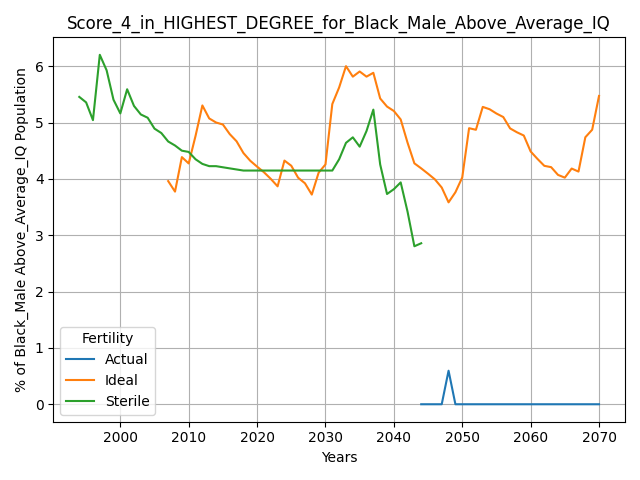 Score_4_in_HIGHEST_DEGREE_for_Black_Male_Above_Average_IQ
% of Black_Male Above_Average_IQ Population
6
5
4
3
2
1
0
Fertility
Actual
Ideal
Sterile
2000 2010 2020 2030 2040 2050 2060 2070
Years